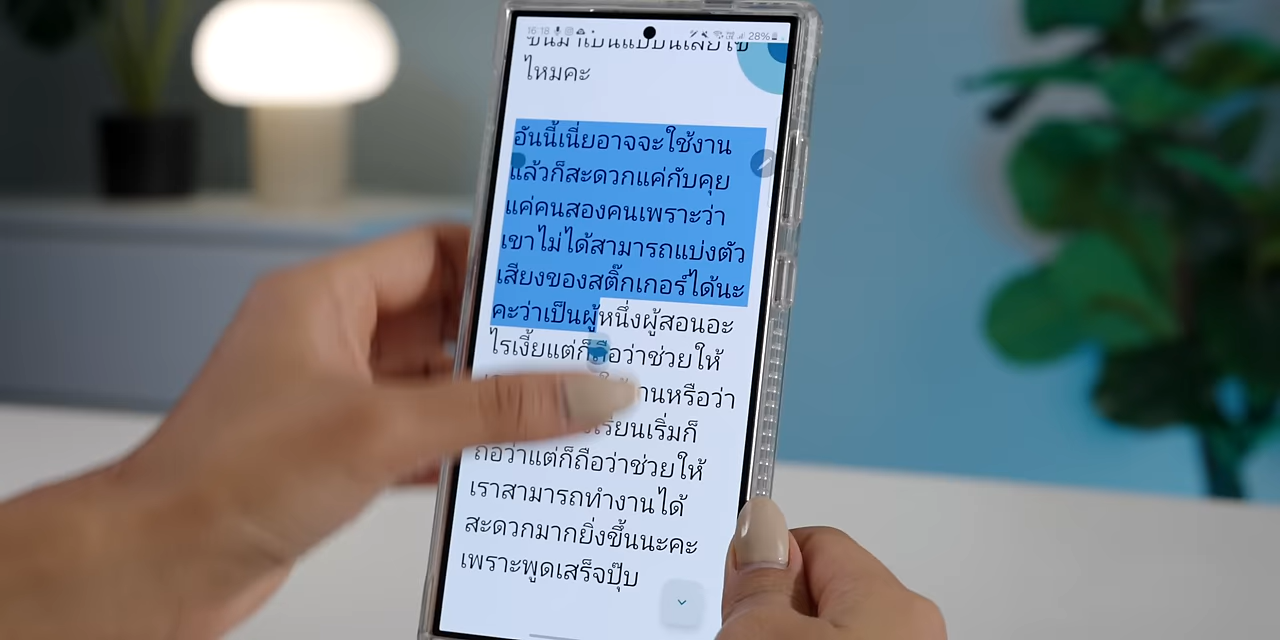 16:18
28%
ไหมคะ
อันนี้เนี่ยอาจจะใช้งาน
แล้วก็สะดวกแค่กับคุย
แค่คนสองคนเพราะว่า
เขาไม่ได้สามารถแบ่งตัว
เสียงของสติ๊กเกอร์ได้นะ
คะว่าเป็นผู้หนึ่งผู้สอนอะ
ไรเงี้ยแต่ก็ถือว่าช่วยให้
านหรือว่า
เรียนเริ่มก็
ถือว่าแต่ก็ถือว่าช่วยให้
เราสามารถทำงานได้
สะดวกมากยิ่งขึ้นนะคะ
เพราะพูดเสร็จปุ๊บ